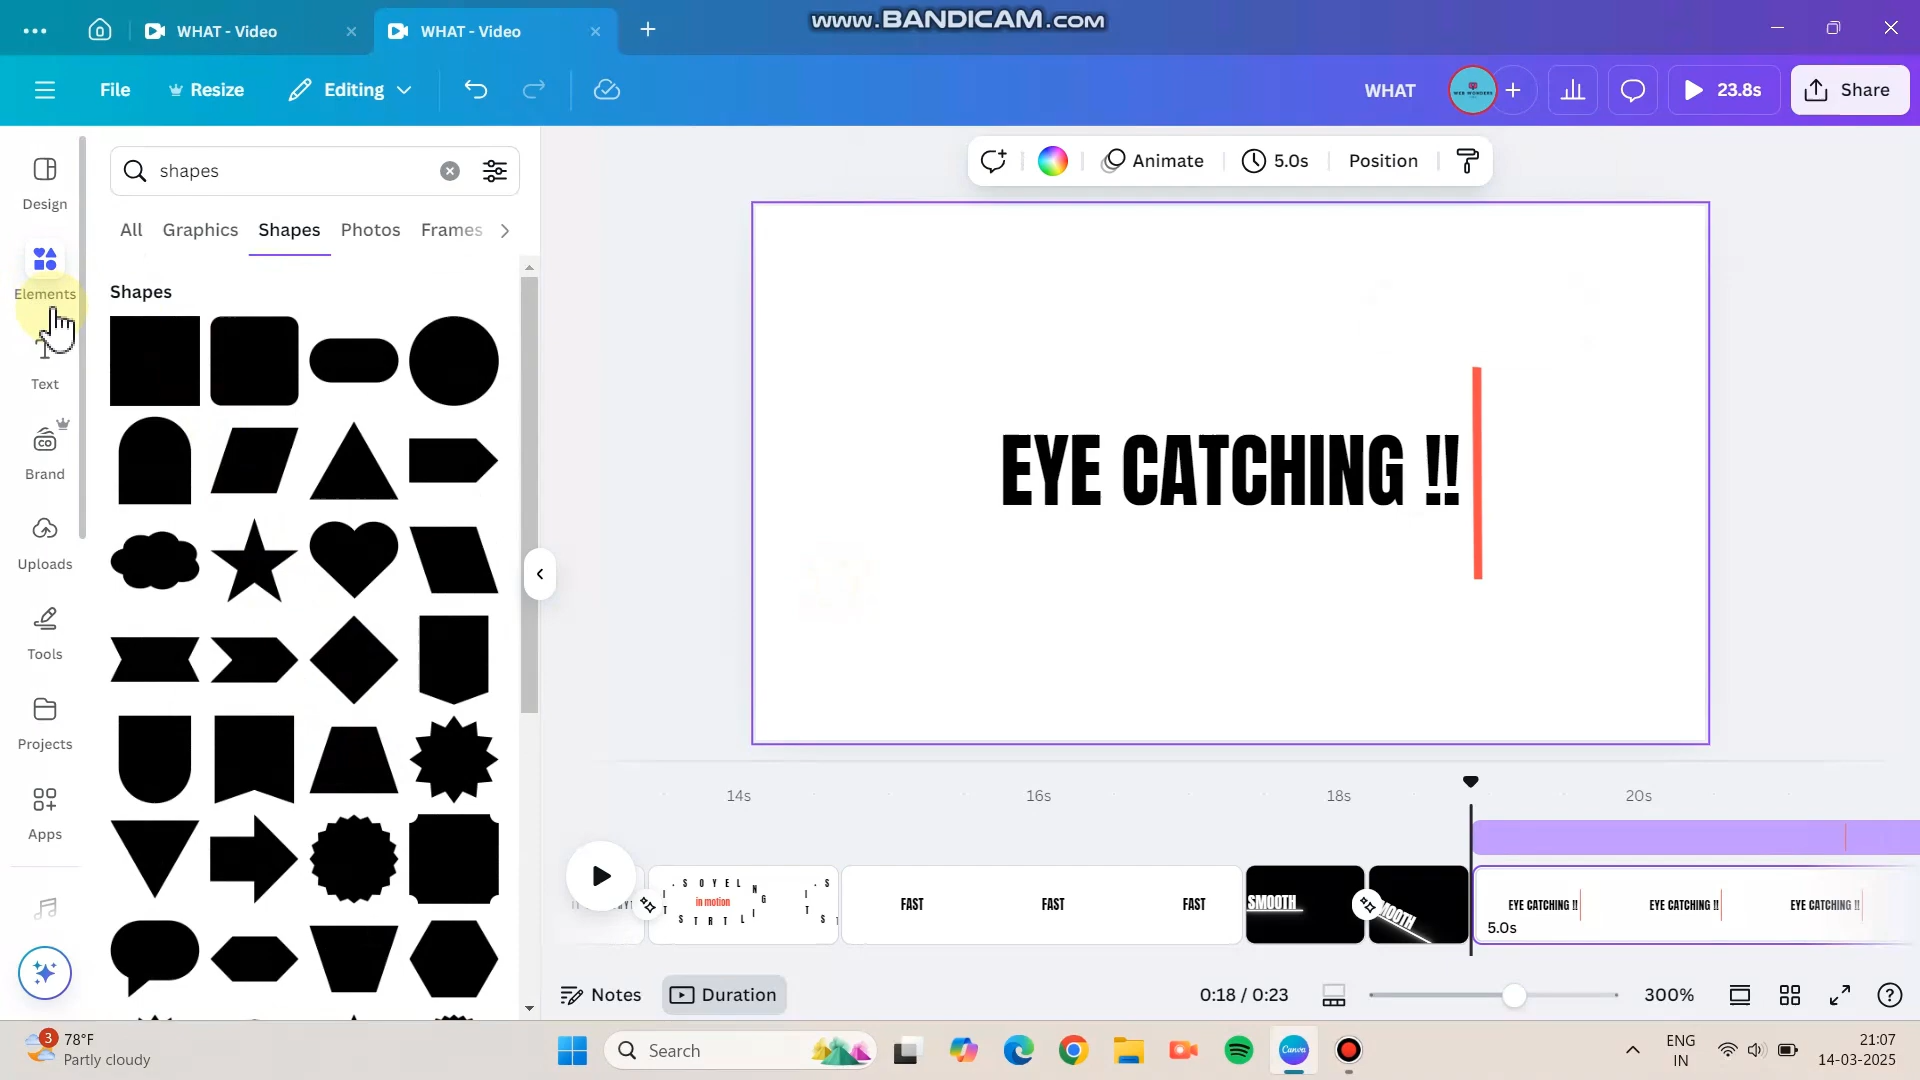 www.BANDICAM.com
WHAT - Video
WHAT - Video
File
Resize
Editing
WHAT
23.8s
Share
Design
Elements
Text
Brand
Uploads
Tools
Projects
Apps
shapes
All
Graphics
Shapes
Photos
Frames
Shapes
Animate
5.0s
Position
EYE CATCHING !!
14s
16s
18s
20s
in motion
FAST
FAST
FAST
SMOOTH
EYE CATCHING !!
EYE CATCHING !!
EYE CATCHING !!
5.0s
Notes
Duration
0:18 / 0:23
300%
3
78°F
Partly cloudy
Search
Canva
ENG
IN
21:07
14-03-2025